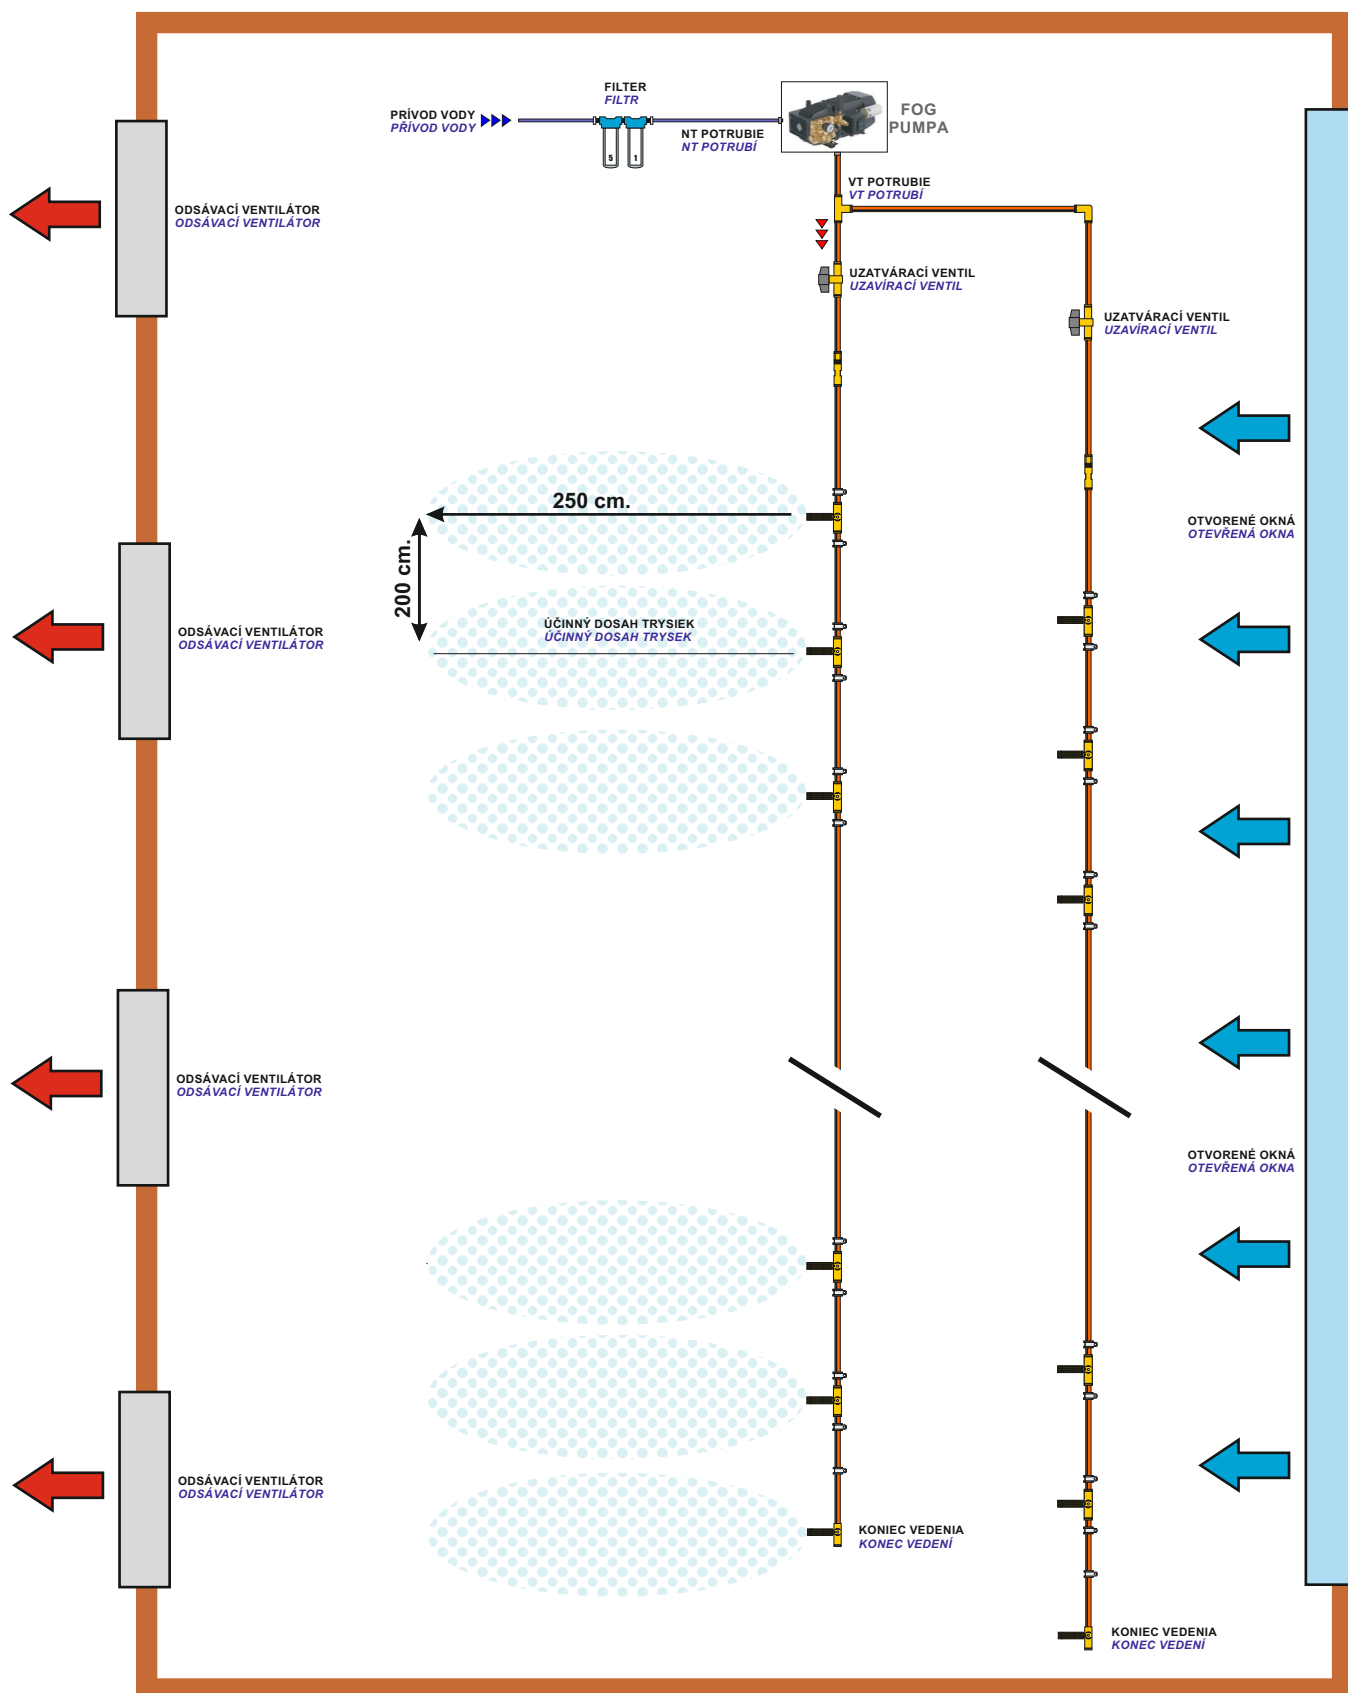 FILTER
FILTR
PRÍVOD VODY
PŘÍVOD VODY
5
1
NT POTRUBIE
NT POTRUBÍ
FOG
PUMPA
VT POTRUBIE
VT POTRUBÍ
ODSÁVACÍ VENTILÁTOR
ODSÁVACÍ VENTILÁTOR
UZATVÁRACÍ VENTIL
UZAVÍRACÍ VENTIL
UZATVÁRACÍ VENTIL
UZAVÍRACÍ VENTIL
250 cm.
200 cm.
OTVORENÉ OKNÁ
OTEVŘENÁ OKNA
ÚČINNÝ DOSAH TRYSIEK
ÚČINNÝ DOSAH TRYSEK
ODSÁVACÍ VENTILÁTOR
ODSÁVACÍ VENTILÁTOR
ODSÁVACÍ VENTILÁTOR
ODSÁVACÍ VENTILÁTOR
OTVORENÉ OKNÁ
OTEVŘENÁ OKNA
ODSÁVACÍ VENTILÁTOR
ODSÁVACÍ VENTILÁTOR
KONIEC VEDENIA
KONEC VEDENÍ
KONIEC VEDENIA
KONEC VEDENÍ